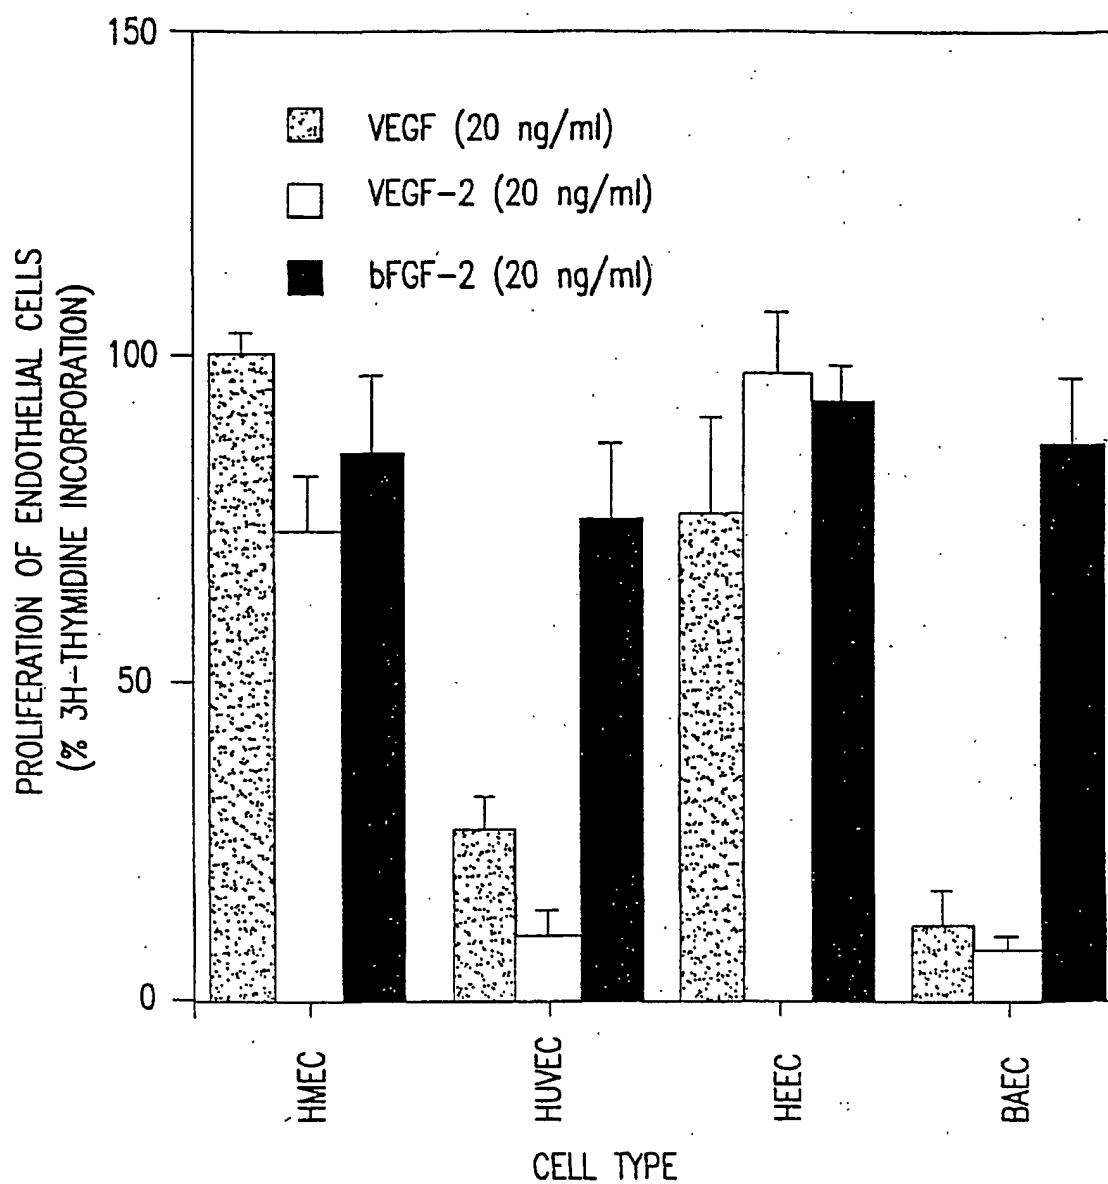 150
100
50
0
PROLIFERATION OF ENDOTHELIAL CELLS
(% 3H-THYMIDINE INCORPORATION)
VEGF (20 ng/ml)
VEGF-2 (20 ng/ml)
bFGF-2 (20 ng/ml)
HMEC
HUVEC
HEEC
BAEC
CELL TYPE